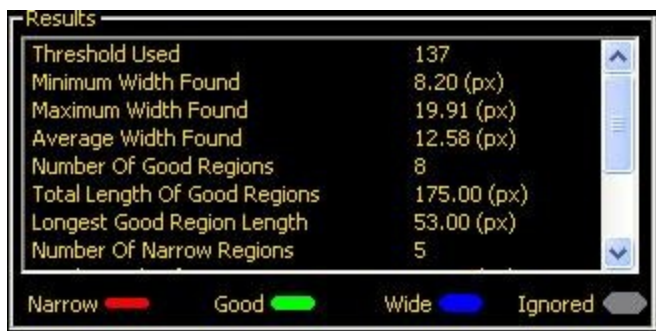 Results
Threshold Used 137
Minimum Width Found 8.20 (px)
Maximum Width Found 19.91 (px)
Average Width Found 12.58 (px)
Number Of Good Regions 8
Total Length Of Good Regions 175.00 (px)
Longest Good Region Length 53.00 (px)
Number Of Narrow Regions 5
Narrow Good Wide Ignored